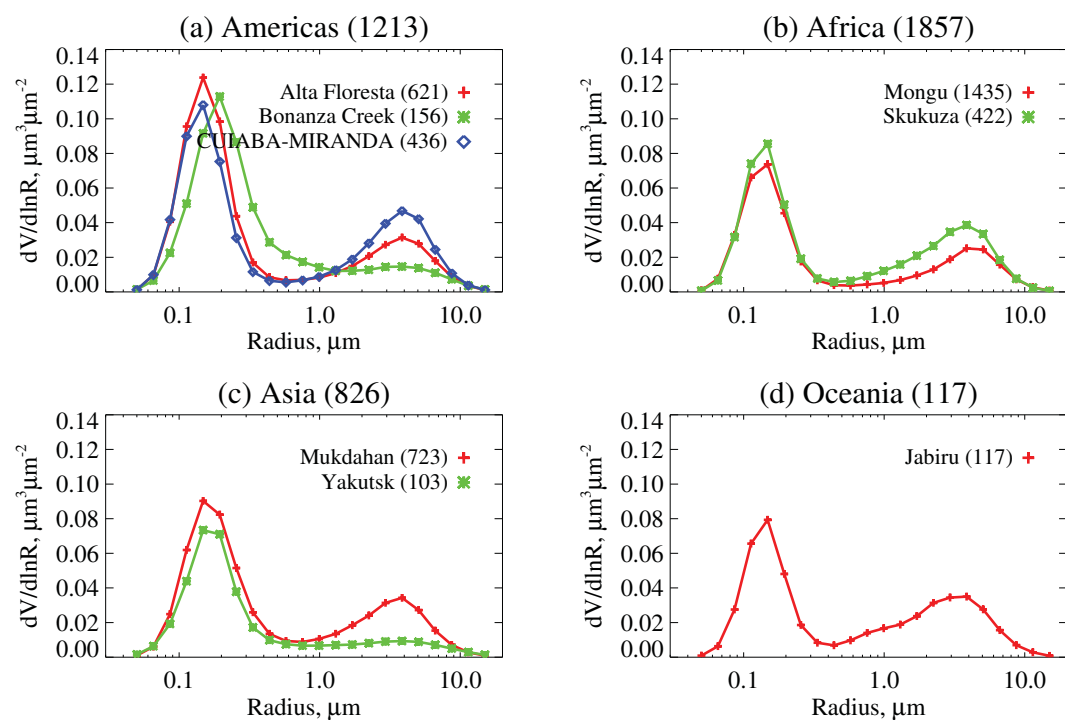 (a) Americas (1213)
dV/dlnR, μm³μm⁻²
0.14
0.12
0.10
0.08
0.06
0.04
0.02
0.00
Alta Floresta (621)
Bonanza Creek (156)
CUIABA-MIRANDA (436)
0.1 1.0 10.0
Radius, μm
(b) Africa (1857)
dV/dlnR, μm³μm⁻²
0.14
0.12
0.10
0.08
0.06
0.04
0.02
0.00
Mongu (1435)
Skukuza (422)
0.1 1.0 10.0
Radius, μm
(c) Asia (826)
dV/dlnR, μm³μm⁻²
0.14
0.12
0.10
0.08
0.06
0.04
0.02
0.00
Mukdahan (723)
Yakutsk (103)
0.1 1.0 10.0
Radius, μm
(d) Oceania (117)
dV/dlnR, μm³μm⁻²
0.14
0.12
0.10
0.08
0.06
0.04
0.02
0.00
Jabiru (117)
0.1 1.0 10.0
Radius, μm